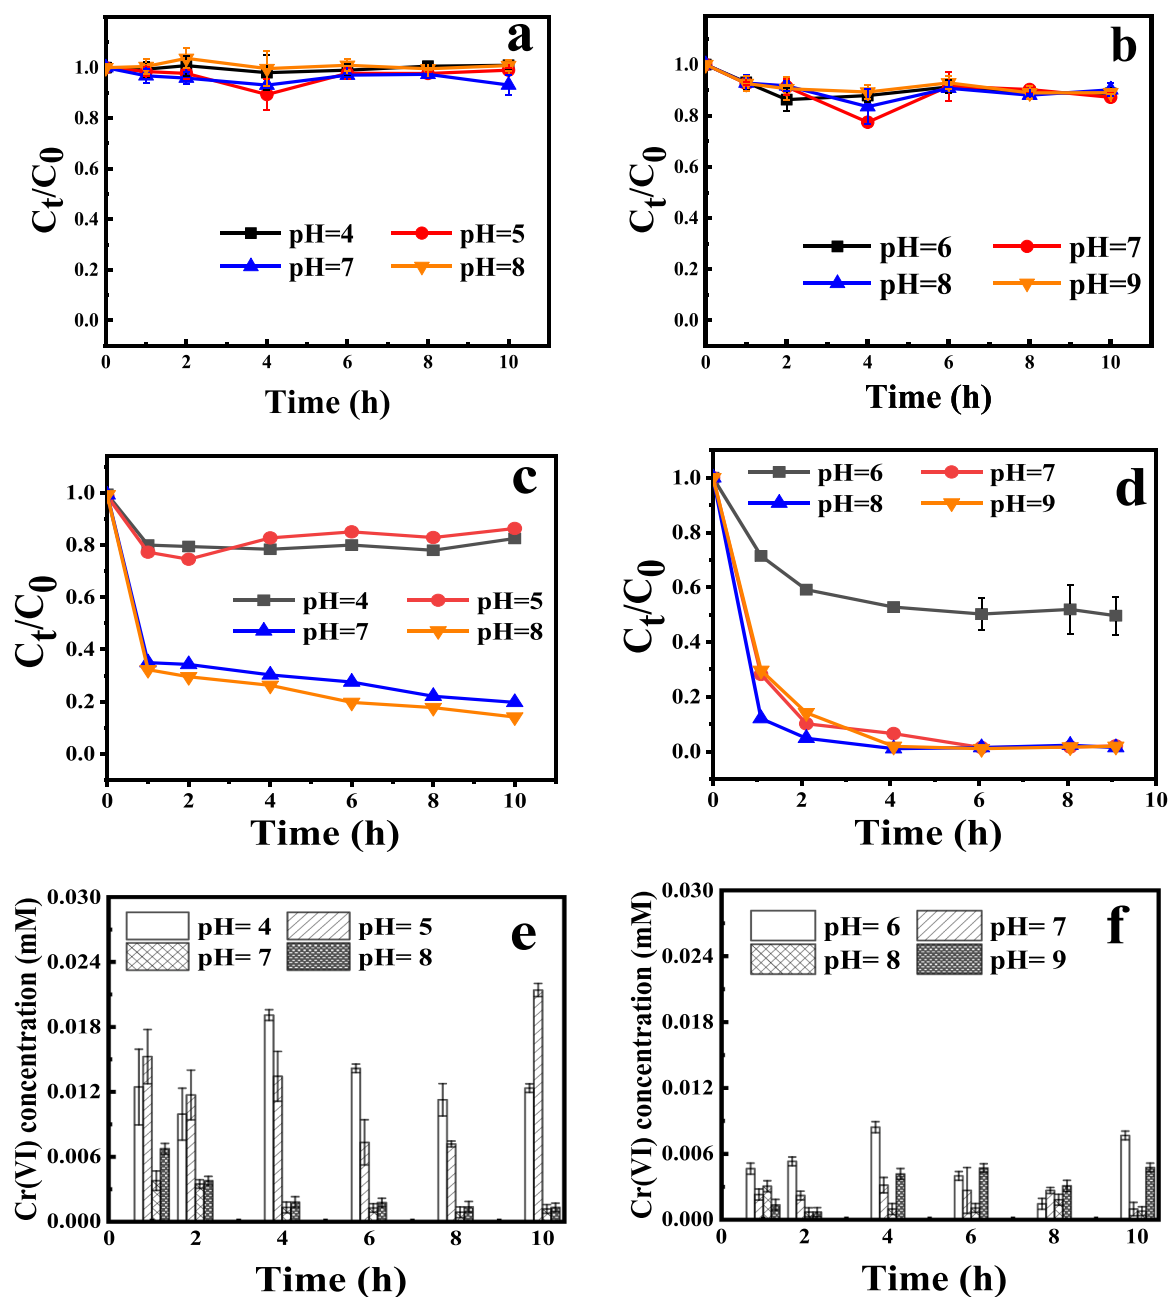 a
1.0
0.8
0.6
0.4
0.2
0.0
Ct/C0
pH=4 pH=5
pH=7 pH=8
0 2 4 6 8 10
Time (h)
b
1.0
0.8
0.6
0.4
0.2
0.0
Ct/C0
pH=6 pH=7
pH=8 pH=9
0 2 4 6 8 10
Time (h)
c
1.0
0.8
0.6
0.4
0.2
0.0
Ct/C0
pH=4 pH=5
pH=7 pH=8
0 2 4 6 8 10
Time (h)
d
pH=6 pH=7
pH=8 pH=9
1.0
0.8
0.6
0.4
0.2
0.0
Ct/C0
0 2 4 6 8 10
Time (h)
e
0.030
0.024
0.018
0.012
0.006
0.000
Cr(VI) concentration (mM)
pH= 4 pH= 5
pH= 7 pH= 8
0 2 4 6 8 10
Time (h)
f
0.030
0.024
0.018
0.012
0.006
0.000
Cr(VI) concentration (mM)
pH= 6 pH= 7
pH= 8 pH= 9
0 2 4 6 8 10
Time (h)